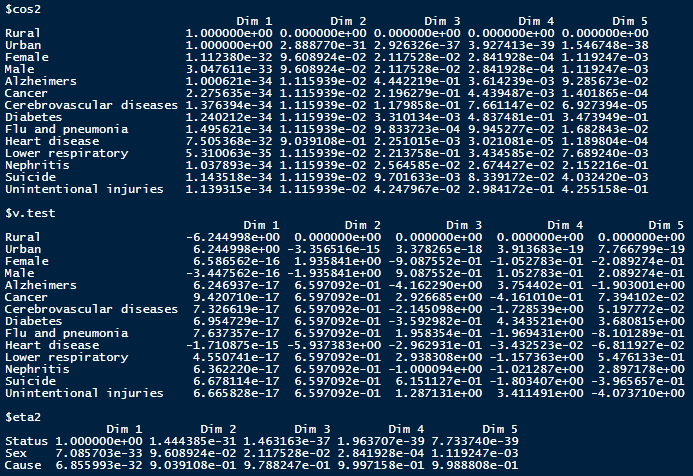 $cos2
Dim 1 Dim 2 Dim 3 Dim 4 Dim 5
Rural 1.000000e+00 0.000000e+00 0.000000e+00 0.000000e+00 0.000000e+00
Urban 1.000000e+00 2.888770e-31 2.926326e-37 3.927413e-39 1.546748e-38
Female 1.112380e-32 9.608924e-02 2.117528e-02 2.841928e-04 1.119247e-03
Male 3.047611e-33 9.608924e-02 2.117528e-02 2.841928e-04 1.119247e-03
Alzheimers 1.000621e-34 1.115939e-02 4.442219e-01 3.614239e-03 9.285673e-02
Cancer 2.275635e-34 1.115939e-02 2.196279e-01 4.439487e-03 1.401865e-04
Cerebrovascular diseases 1.376394e-34 1.115939e-02 1.179858e-01 7.661147e-02 6.927394e-05
Diabetes 1.240212e-34 1.115939e-02 3.310134e-03 4.837481e-01 3.473949e-01
Flu and pneumonia 1.495621e-34 1.115939e-02 9.833723e-04 9.945277e-02 1.682843e-02
Heart disease 7.505368e-32 9.039108e-01 2.251015e-03 3.021081e-05 1.189804e-04
Lower respiratory 5.310063e-35 1.115939e-02 2.213758e-01 3.434585e-02 7.689240e-03
Nephritis 1.037893e-34 1.115939e-02 2.564585e-02 2.674427e-02 2.152216e-01
Suicide 1.143518e-34 1.115939e-02 9.701633e-03 8.339172e-02 4.032420e-03
Unintentional injuries 1.139315e-34 1.115939e-02 4.247967e-02 2.984172e-01 4.255158e-01
$v.test
Dim 1 Dim 2 Dim 3 Dim 4 Dim 5
Rural -6.244998e+00 0.000000e+00 0.000000e+00 0.000000e+00 0.000000e+00
Urban 6.244998e+00 -3.356516e-15 3.378265e-18 3.913683e-19 7.766799e-19
Female 6.586562e-16 1.935841e+00 -9.087552e-01 -1.052783e-01 -2.089274e-01
Male -3.447562e-16 -1.935841e+00 9.087552e-01 1.052783e-01 2.089274e-01
Alzheimers 6.246937e-17 6.597092e-01 -4.162290e+00 3.754402e-01 -1.903001e+00
Cancer 9.420710e-17 6.597092e-01 2.926685e+00 -4.161010e-01 7.394102e-02
Cerebrovascular diseases 7.326619e-17 6.597092e-01 -2.145098e+00 -1.728539e+00 5.197772e-02
Diabetes 6.954729e-17 6.597092e-01 -3.592982e-01 4.343521e+00 3.680815e+00
Flu and pneumonia 7.637357e-17 6.597092e-01 1.958354e-01 -1.969431e+00 -8.101289e-01
Heart disease -1.710875e-15 -5.937383e+00 -2.962931e-01 -3.432523e-02 -6.811927e-02
Lower respiratory 4.550741e-17 6.597092e-01 2.938308e+00 -1.157363e+00 5.476133e-01
Nephritis 6.362220e-17 6.597092e-01 -1.000094e+00 -1.021287e+00 2.897178e+00
Suicide 6.678114e-17 6.597092e-01 6.151127e-01 -1.803407e+00 -3.965657e-01
Unintentional injuries 6.665828e-17 6.597092e-01 1.287131e+00 3.411491e+00 -4.073710e+00
$eta2
Dim 1 Dim 2 Dim 3 Dim 4 Dim 5
Status 1.000000e+00 1.444385e-31 1.463163e-37 1.963707e-39 7.733740e-39
Sex 7.085703e-33 9.608924e-02 2.117528e-02 2.841928e-04 1.119247e-03
Cause 6.855993e-32 9.039108e-01 9.788247e-01 9.997158e-01 9.988808e-01